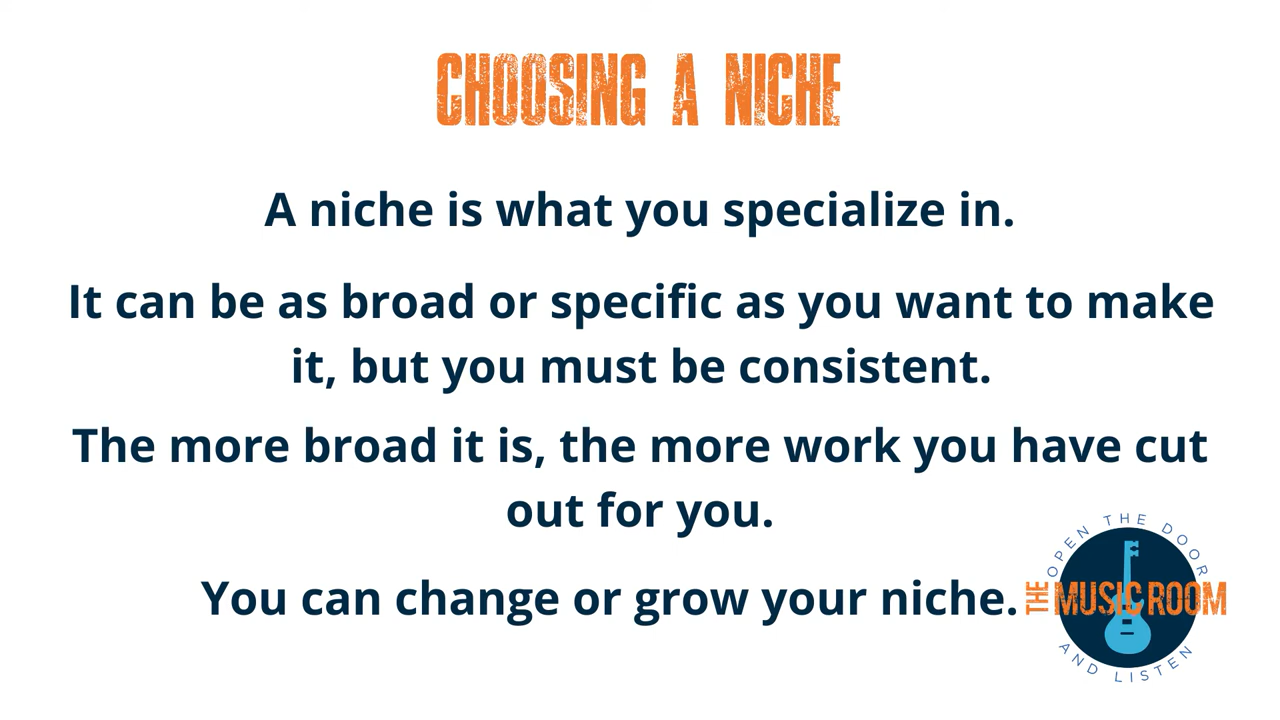 CHOOSING A NICHE
A niche is what you specialize in.
It can be as broad or specific as you want to make
it, but you must be consistent.
The more broad it is, the more work you have cut
out for you.
You can change or grow your niche.
OPEN THE DOOR
THE MUSIC ROOM
AND LISTEN